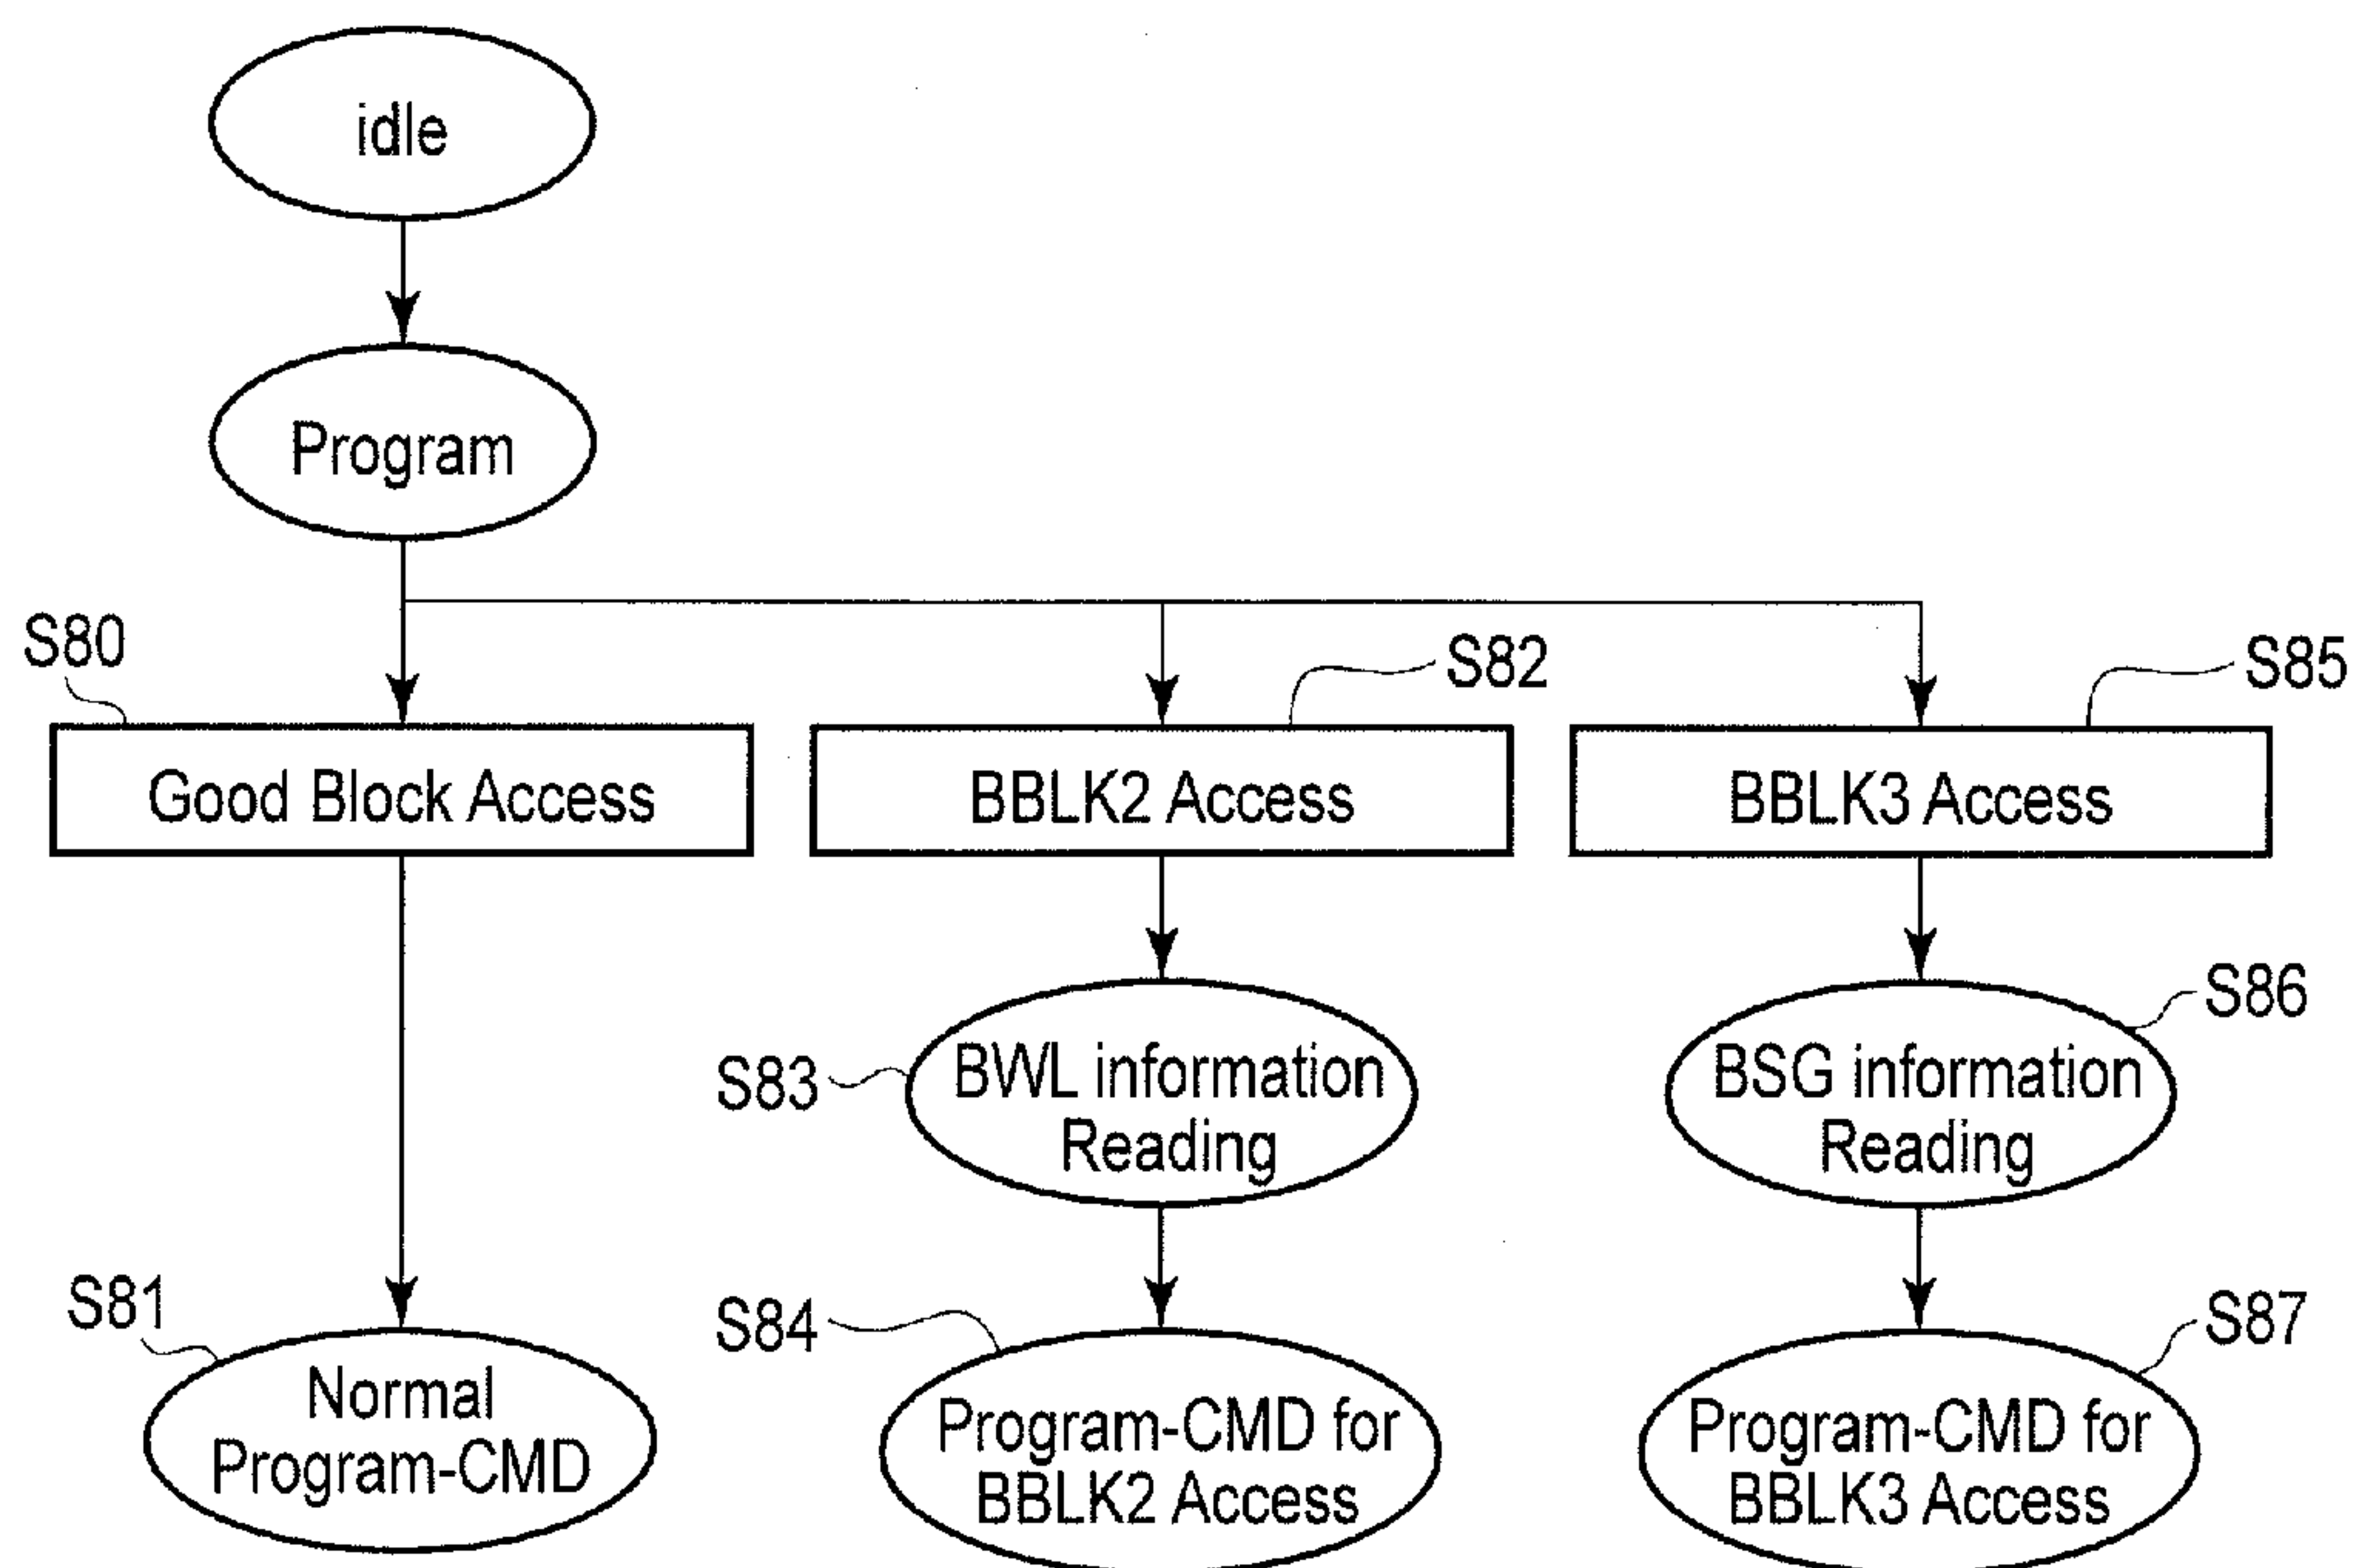 idle
Program
S80
S82
S85
Good Block Access
BBLK2 Access
BBLK3 Access
S83
BWL information
Reading
S86
BSG information
Reading
S81
Normal
Program-CMD
S84
Program-CMD for
BBLK2 Access
S87
Program-CMD for
BBLK3 Access